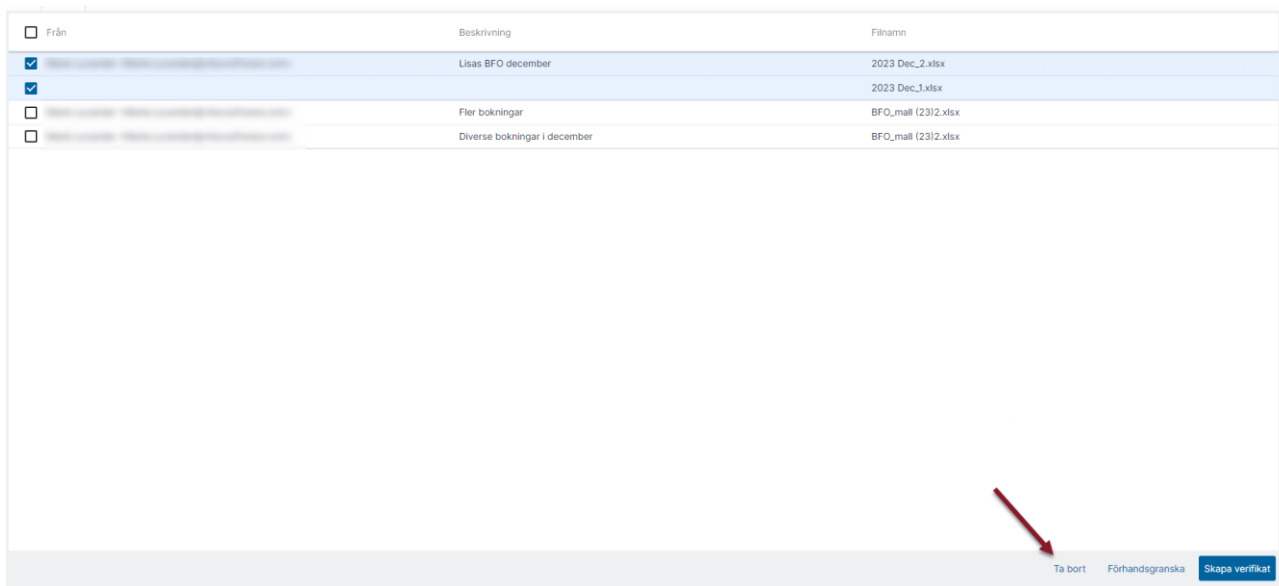 Från Beskrivning Filnamn
Lisas BFO december 2023 Dec_2.xlsx
2023 Dec_1.xlsx
Fler bokningar BFO_mall (23)2.xlsx
Diverse bokningar i december BFO_mall (23)2.xlsx
Ta bort Förhandsgranska Skapa verifikat